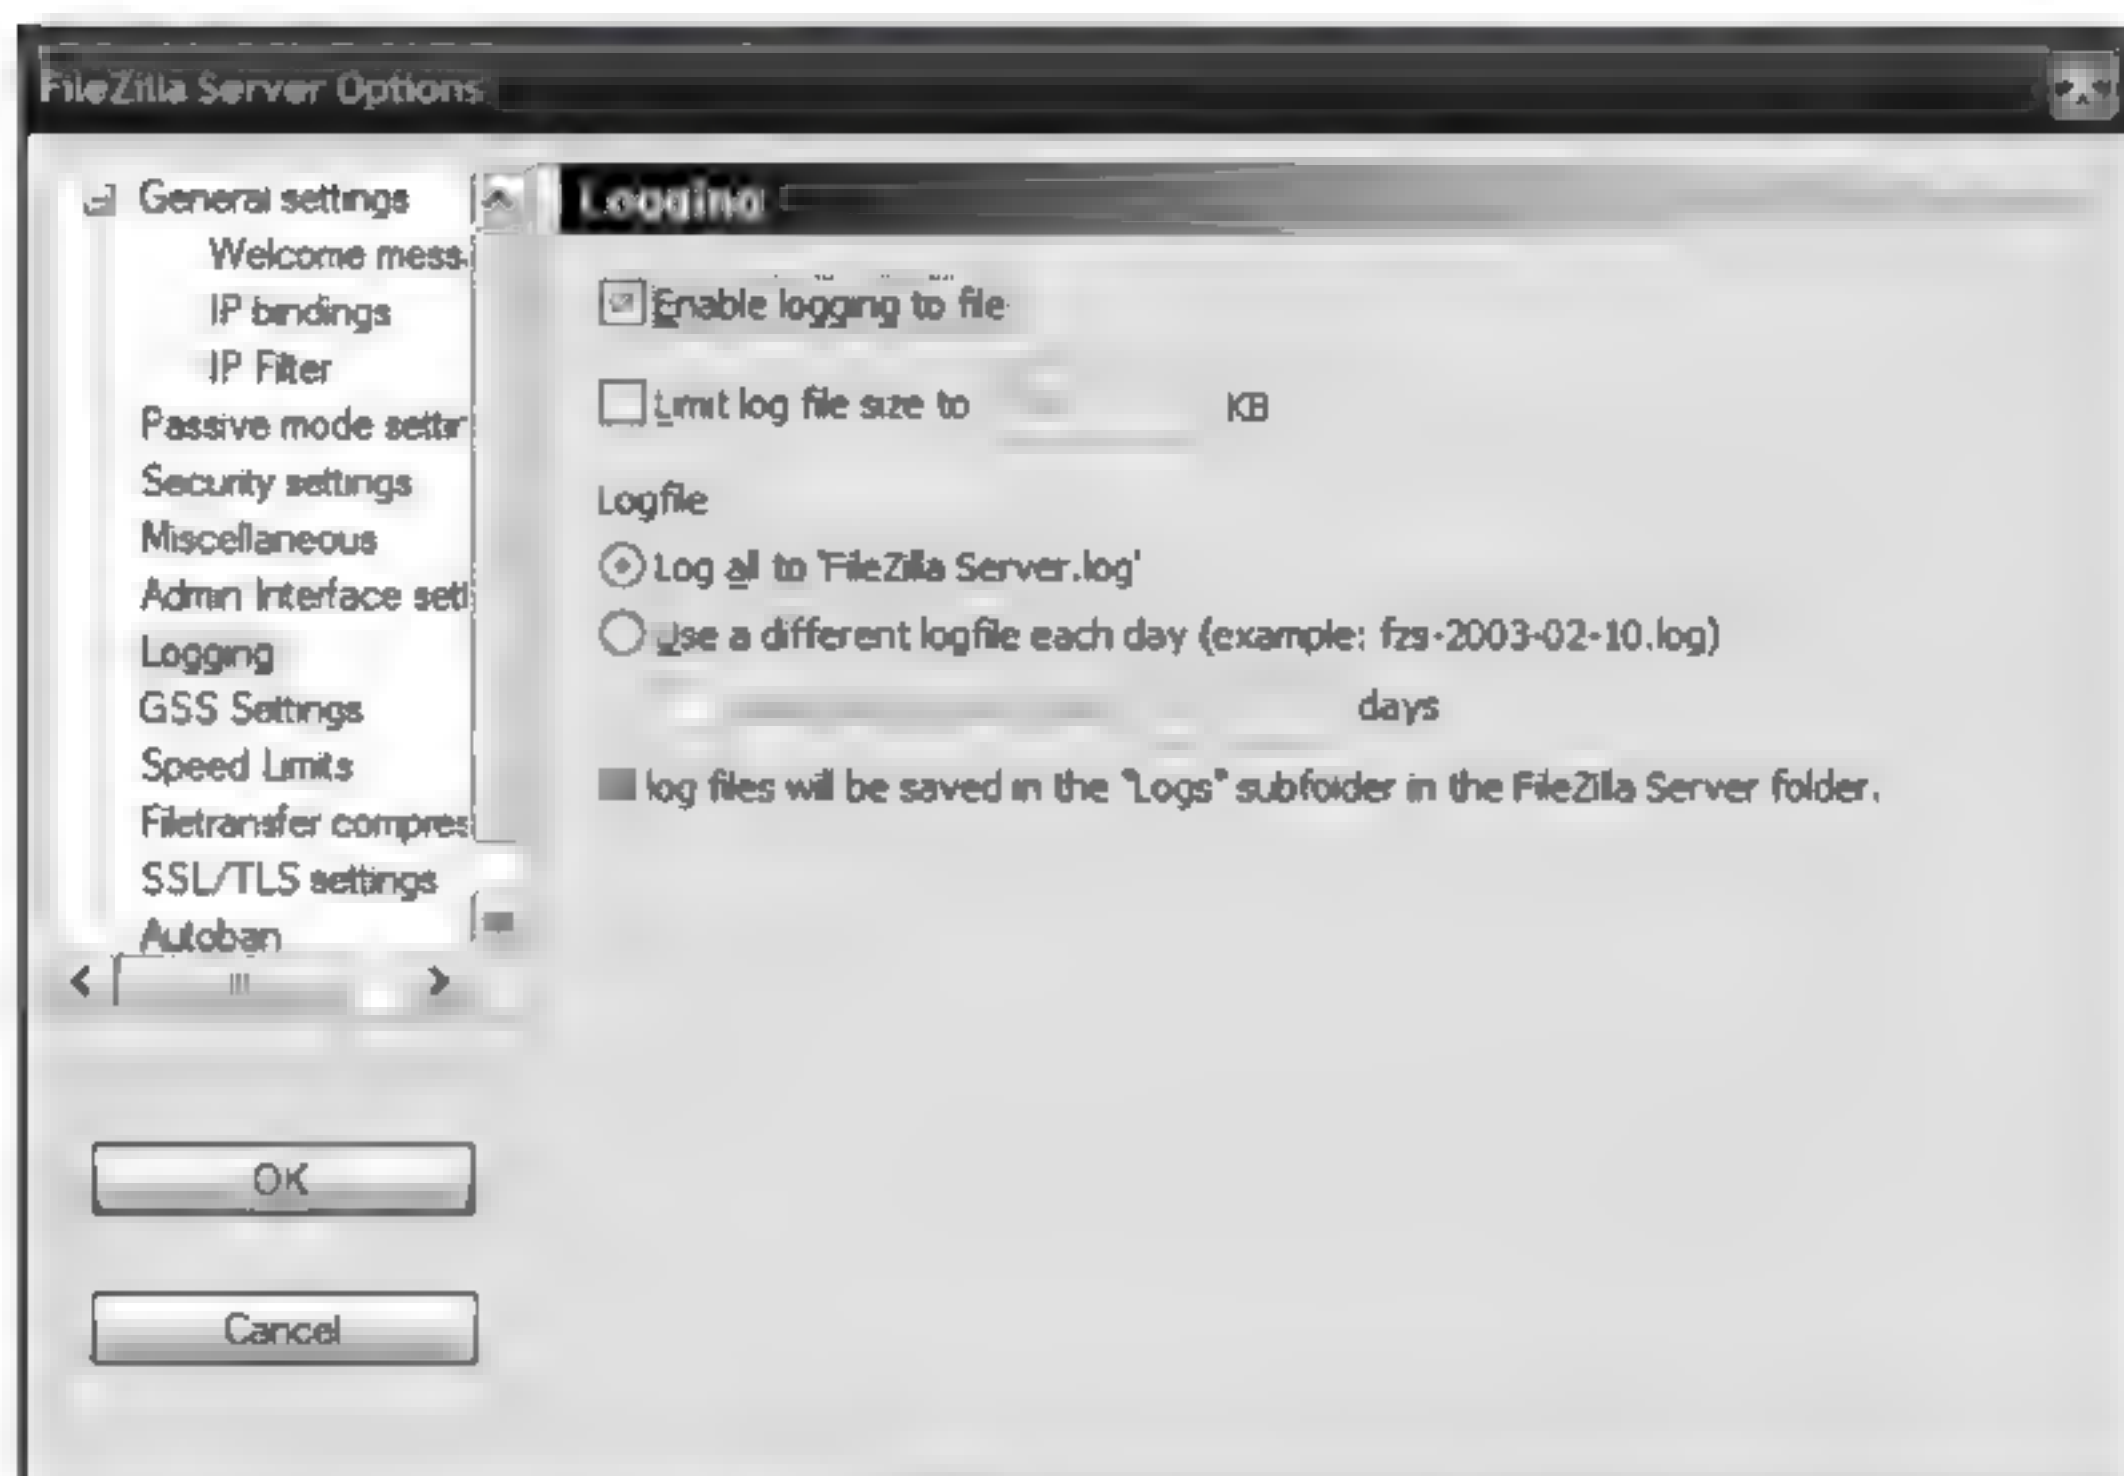 FileZilla Server Options
General settings
Welcome mess
IP bindings
IP Filter
Passive mode settir
Security settings
Miscellaneous
Admin Interface sett
Logging
GSS Settings
Speed Limits
Filetransfer compres
SSL/TLS settings
Autoban
OK
Cancel
Logging
Enable logging to file
Limit log file size to KB
Logfile
Log all to 'FileZilla Server.log'
Use a different logfile each day (example: fzs-2003-02-10.log)
days
log files will be saved in the "Logs" subfolder in the FileZilla Server folder.